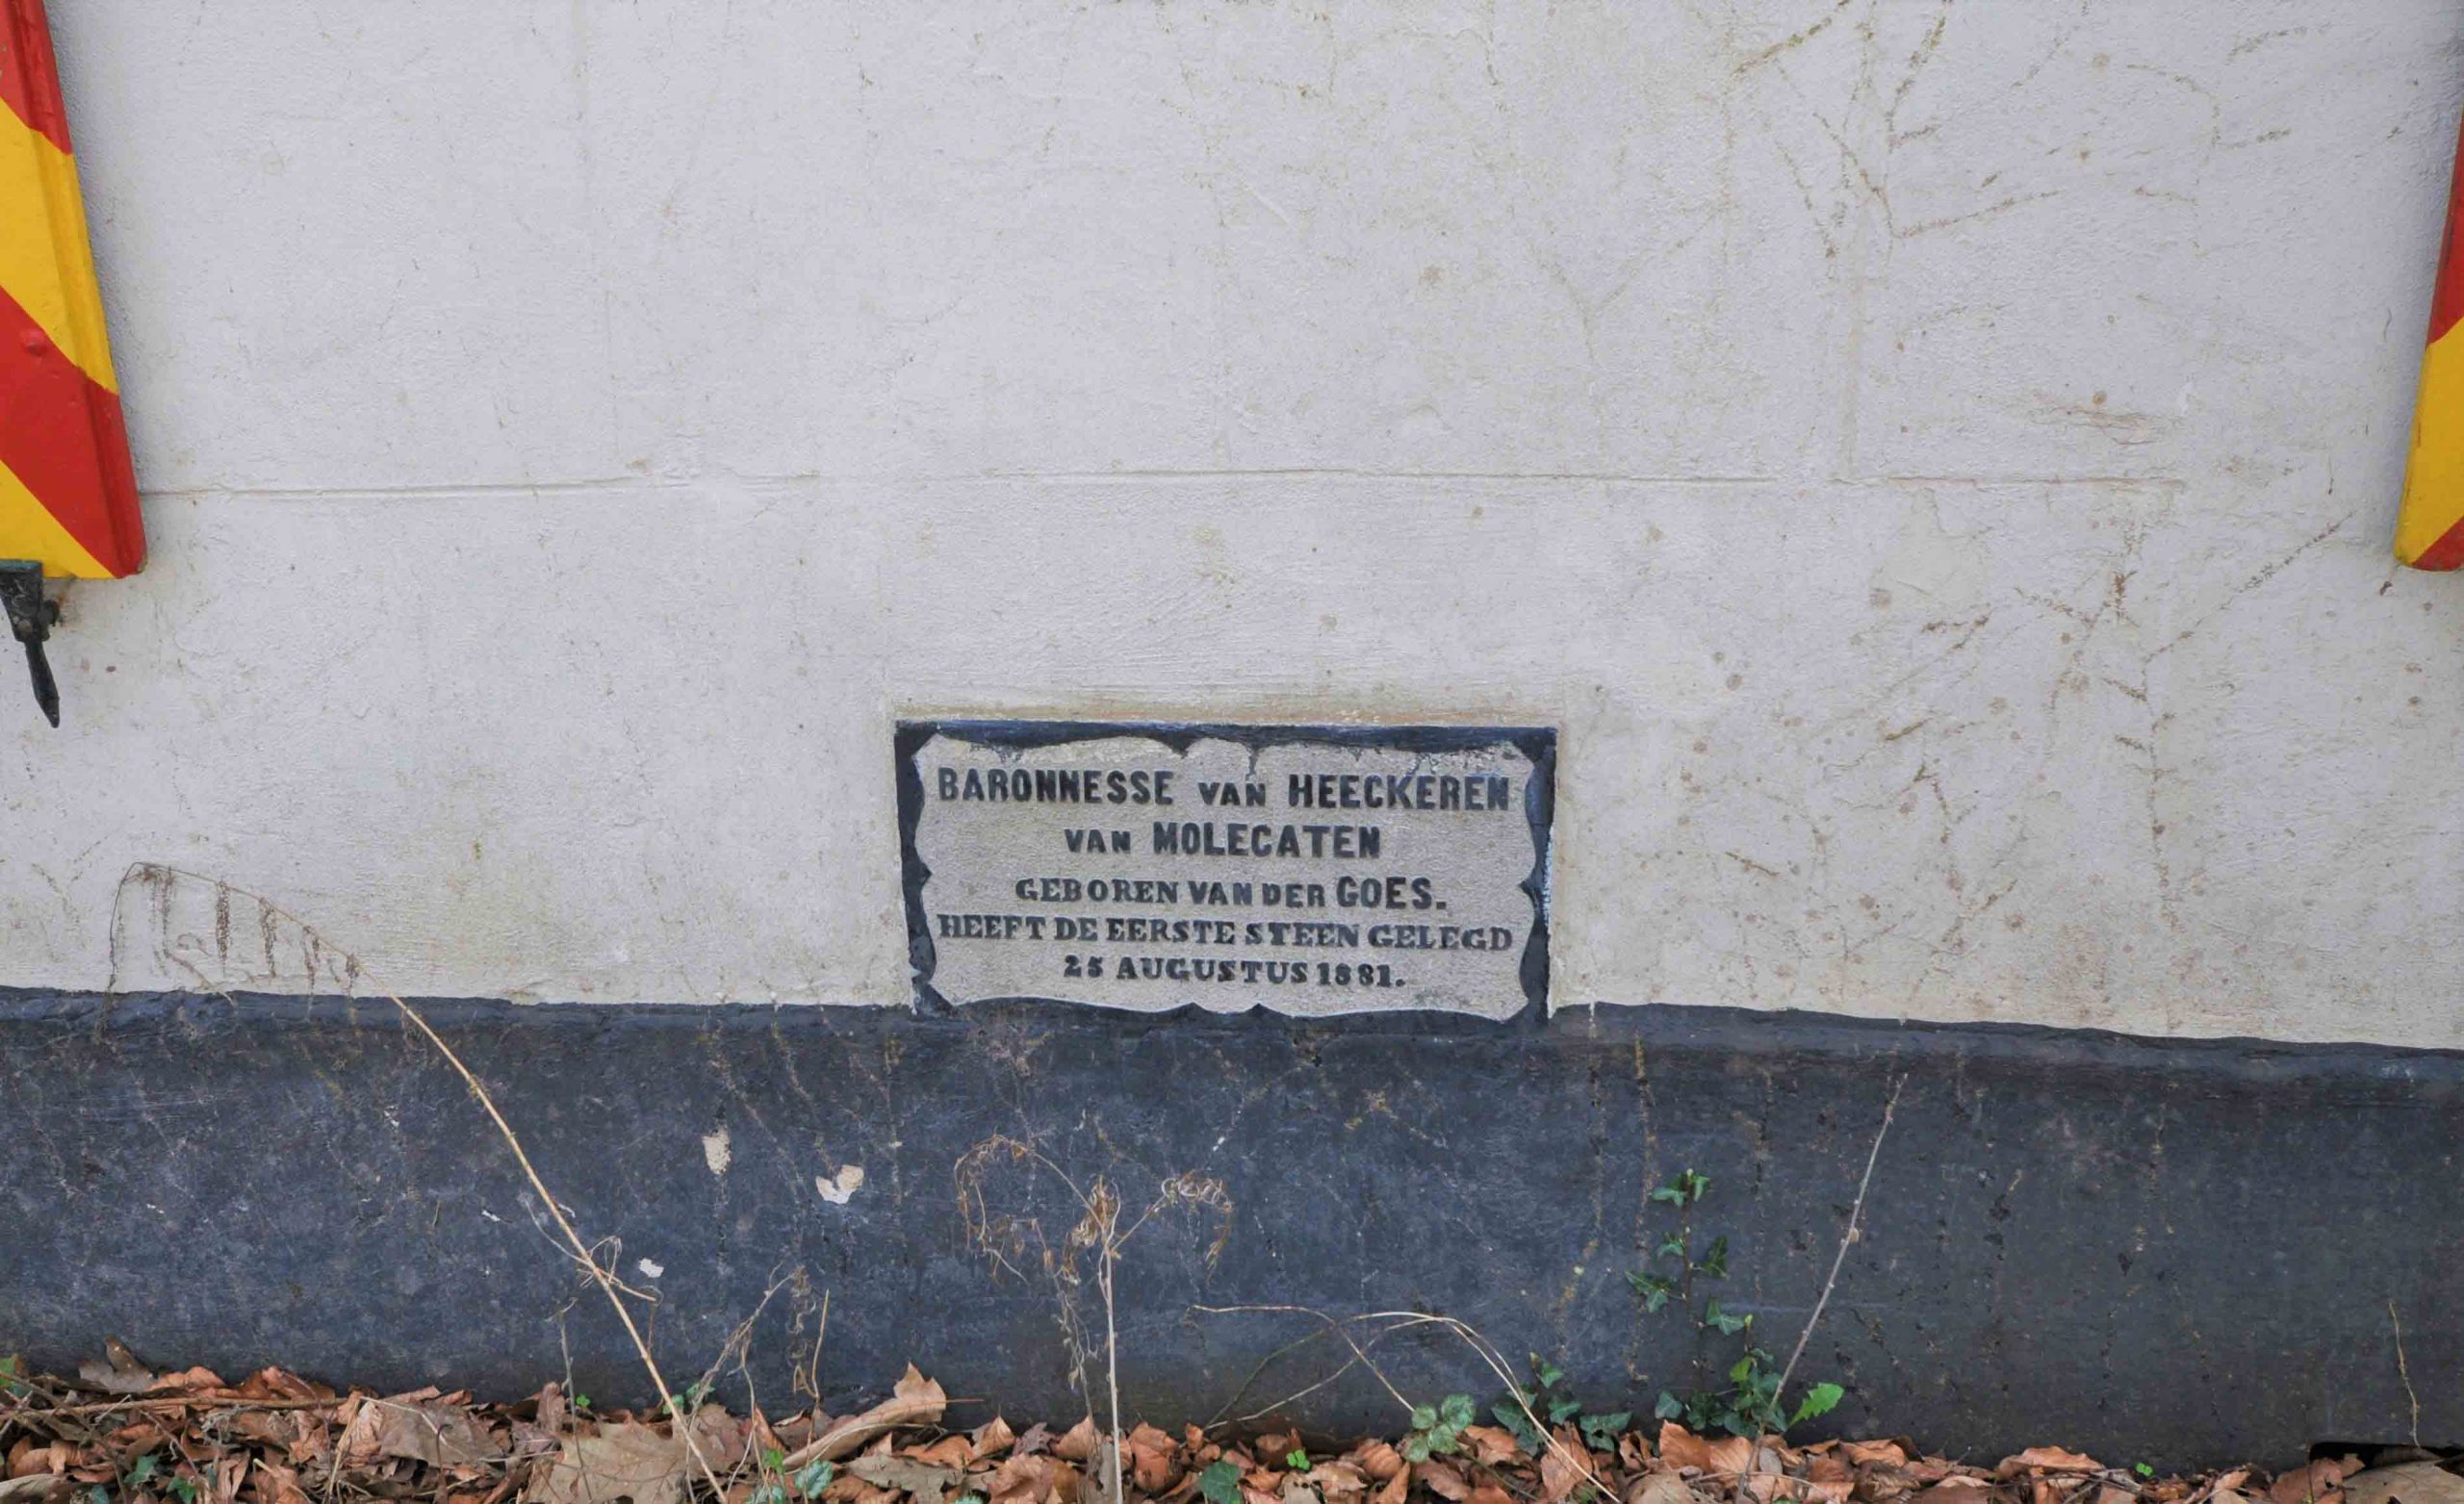 BARONNESSE VAN HEECKEREN
VAN MOLECATEN
GEBOREN VAN DER GOES.
HEEFT DE EERSTE STEEN GELEGD
25 AUGUSTUS 1881.